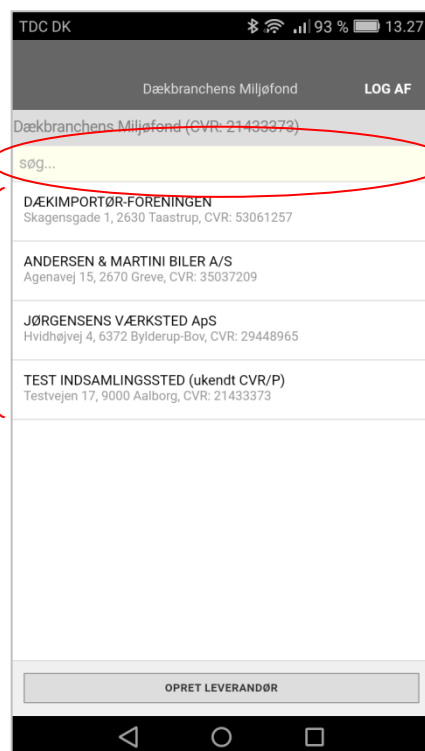 TDC DK 93 % 13.27
Dækbranchens Miljøfond LOG AF
Dækbranchens Miljøfond (CVR: 21433373)
søg...
DÆKIMPORTØR-FORENINGEN
Skagensgade 1, 2630 Taastrup, CVR: 53061257
ANDERSEN & MARTINI BILER A/S
Agenavej 15, 2670 Greve, CVR: 35037209
JØRGENSENS VÆRKSTED ApS
Hvidhøjvej 4, 6372 Bylderup-Bov, CVR: 29448965
TEST INDSAMLINGSSTED (ukendt CVR/P)
Testvejen 17, 9000 Aalborg, CVR: 21433373
OPRET LEVERANDØR